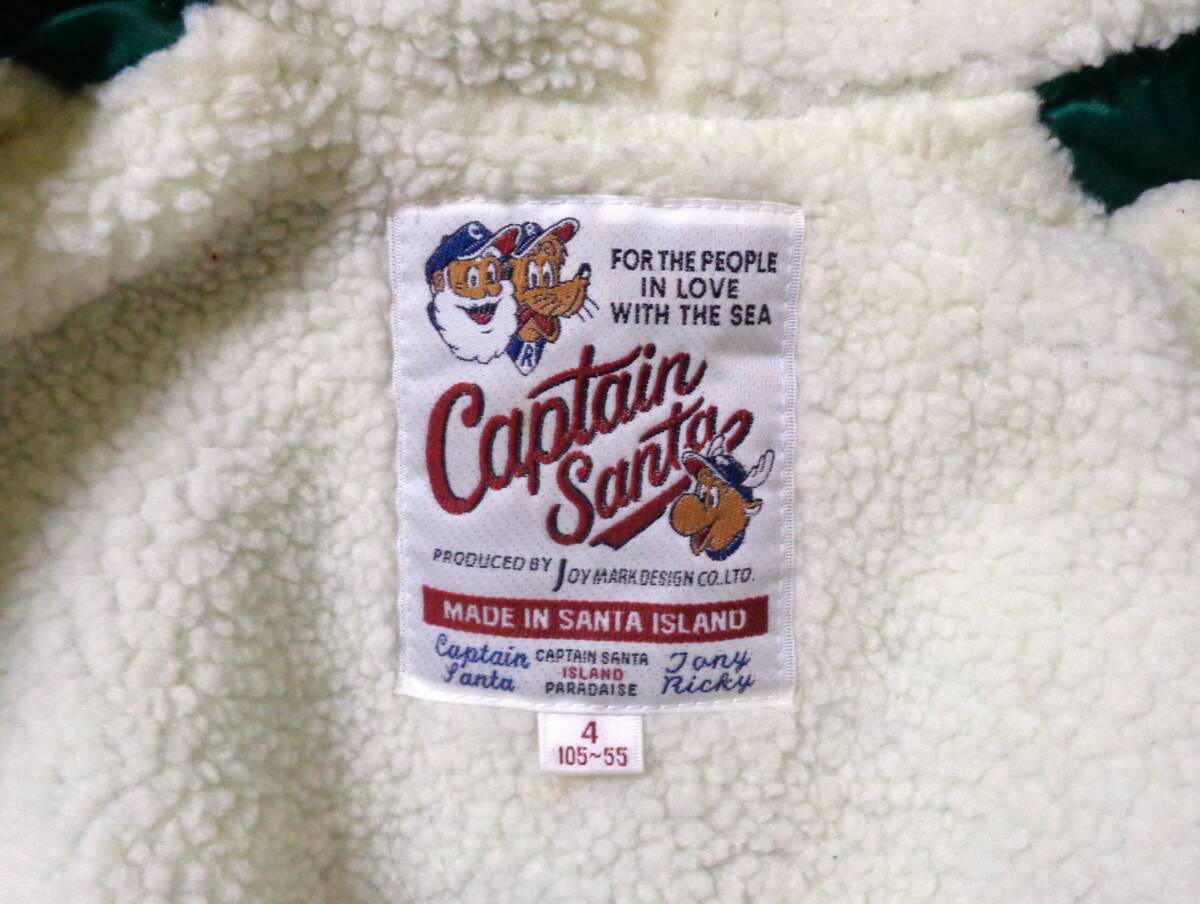 C
R
FOR THE PEOPLE
IN LOVE
WITH THE SEA
Captain
Santa
PRODUCED BY JOY MARK DESIGN CO.,LTD.
MADE IN SANTA ISLAND
Captain
Santa
CAPTAIN SANTA
ISLAND
PARADAISE
Tony
Ricky
4
105~55